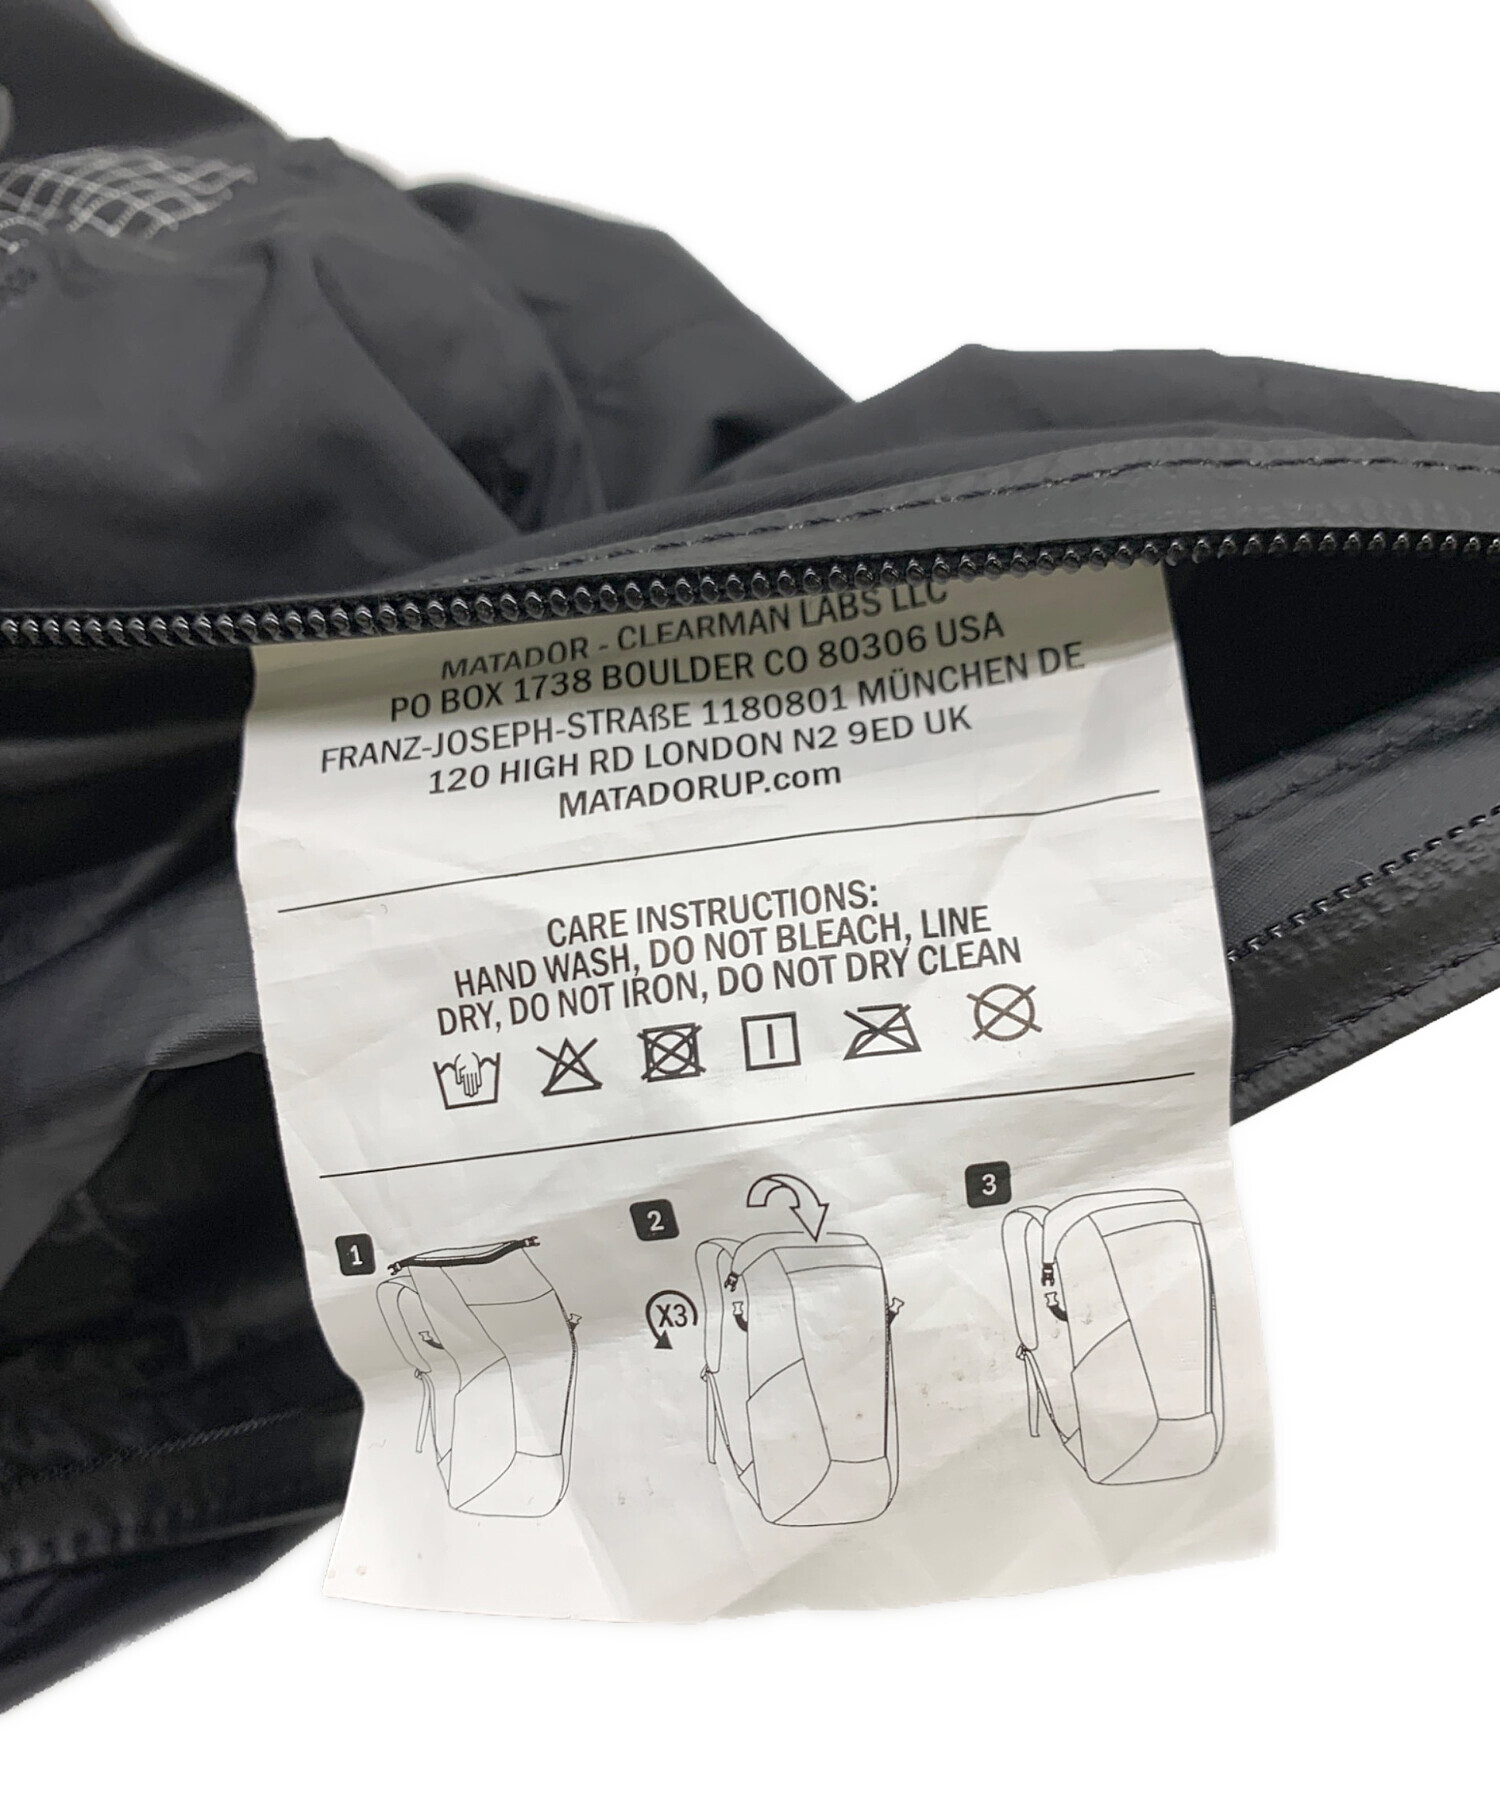 MATADOR - CLEARMAN LABS LLC
PO BOX 1738 BOULDER CO 80306 USA
FRANZ-JOSEPH-STRAßE 1180801 MÜNCHEN DE
120 HIGH RD LONDON N2 9ED UK
MATADORUP.com
CARE INSTRUCTIONS:
HAND WASH, DO NOT BLEACH, LINE
DRY, DO NOT IRON, DO NOT DRY CLEAN
1
2
X3
3